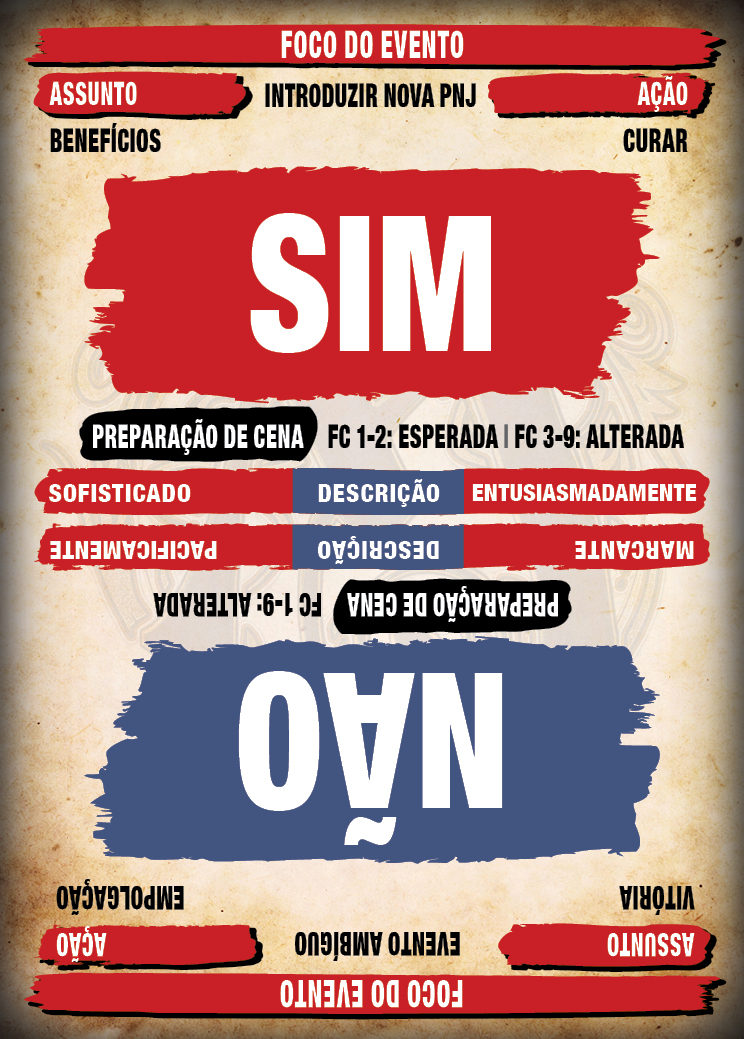 FOCO DO EVENTO
ASSUNTO INTRODUZIR NOVA PNJ AÇÃO
BENEFÍCIOS CURAR
SIM
PREPARAÇÃO DE CENA FC 1-2: ESPERADA | FC 3-9: ALTERADA
SOFISTICADO DESCRIÇÃO ENTUSIASMADAMENTE
MARCANTE DESCRIÇÃO PACIFICAMENTE
PREPARAÇÃO DE CENA FC 1-9: ALTERADA
NÃO
VITÓRIA EMPOLGAÇÃO
ASSUNTO EVENTO AMBÍGUO AÇÃO
FOCO DO EVENTO